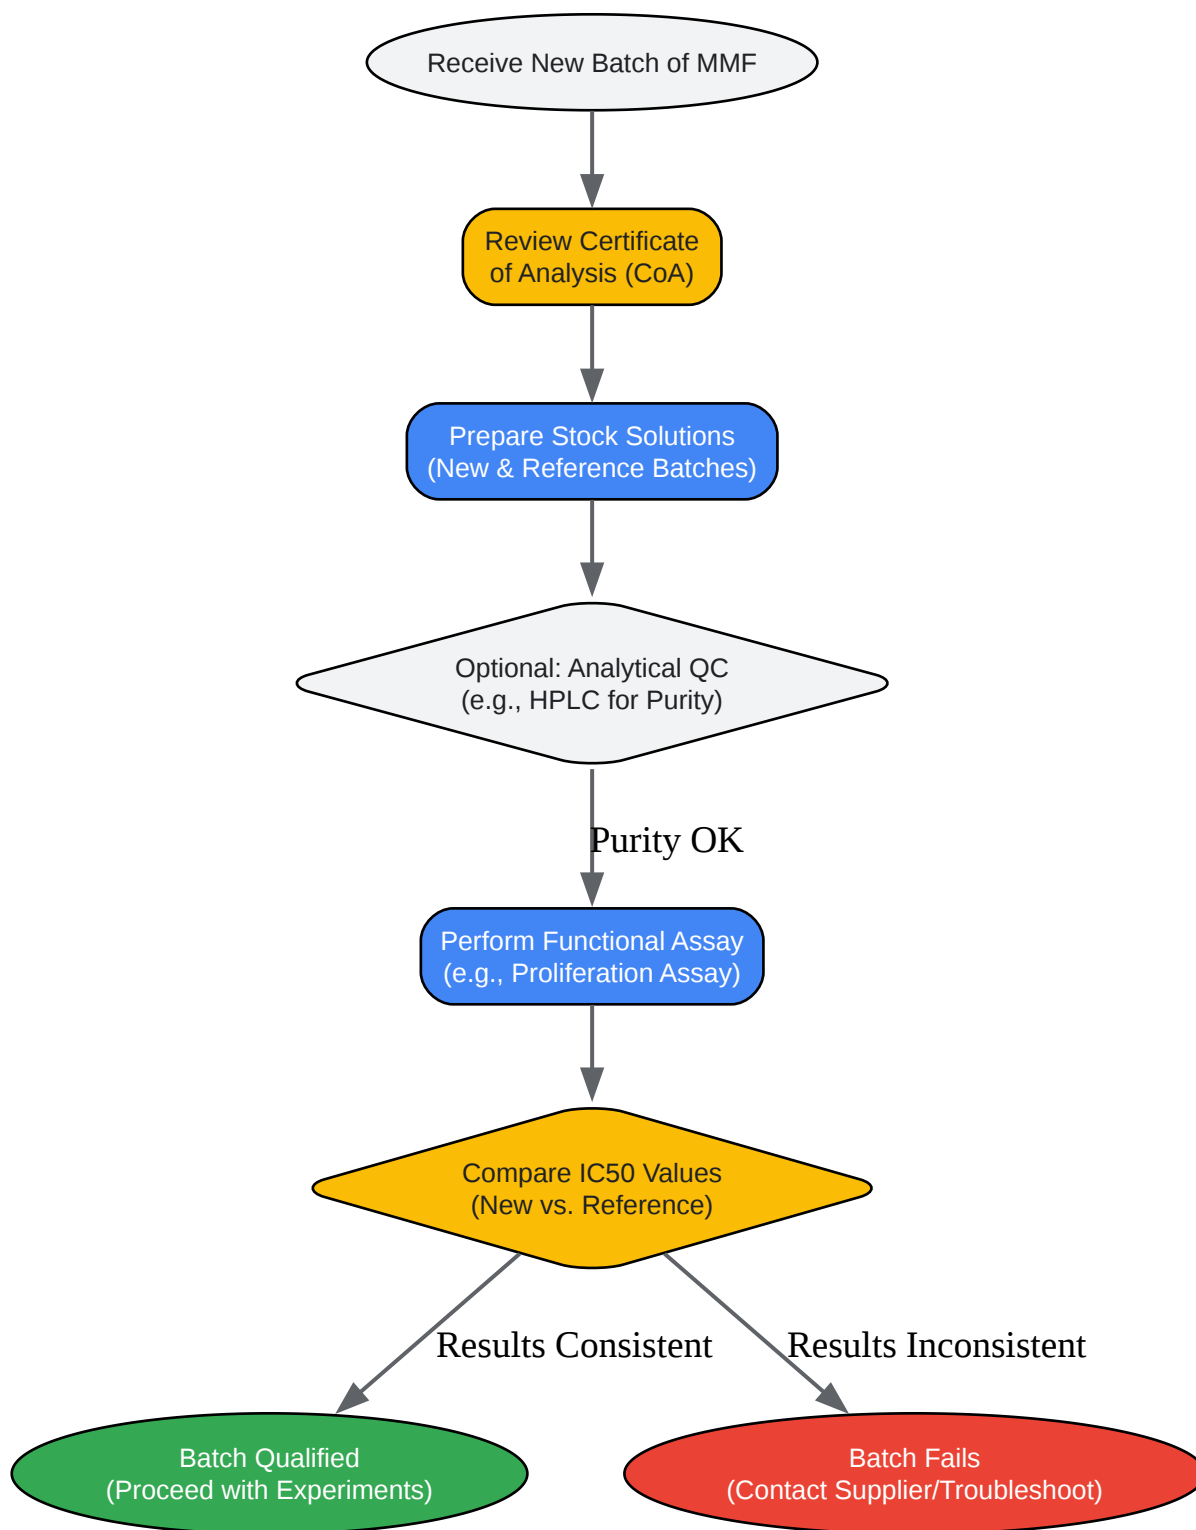 Receive New Batch of MMF
Review Certificate
of Analysis (CoA)
Prepare Stock Solutions
(New & Reference Batches)
Optional: Analytical QC
(e.g., HPLC for Purity)
Purity OK
Perform Functional Assay
(e.g., Proliferation Assay)
Compare IC50 Values
(New vs. Reference)
Results Consistent
Results Inconsistent
Batch Qualified
(Proceed with Experiments)
Batch Fails
(Contact Supplier/Troubleshoot)